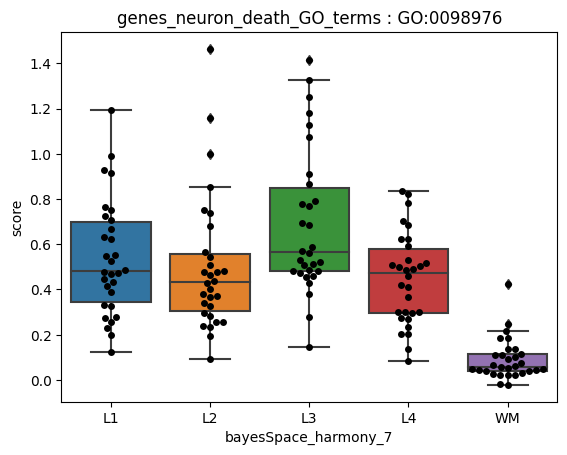 genes_neuron_death_GO_terms : GO:0098976
score
1.4
1.2
1.0
0.8
0.6
0.4
0.2
0.0
L1 L2 L3 L4 WM
bayesSpace_harmony_7